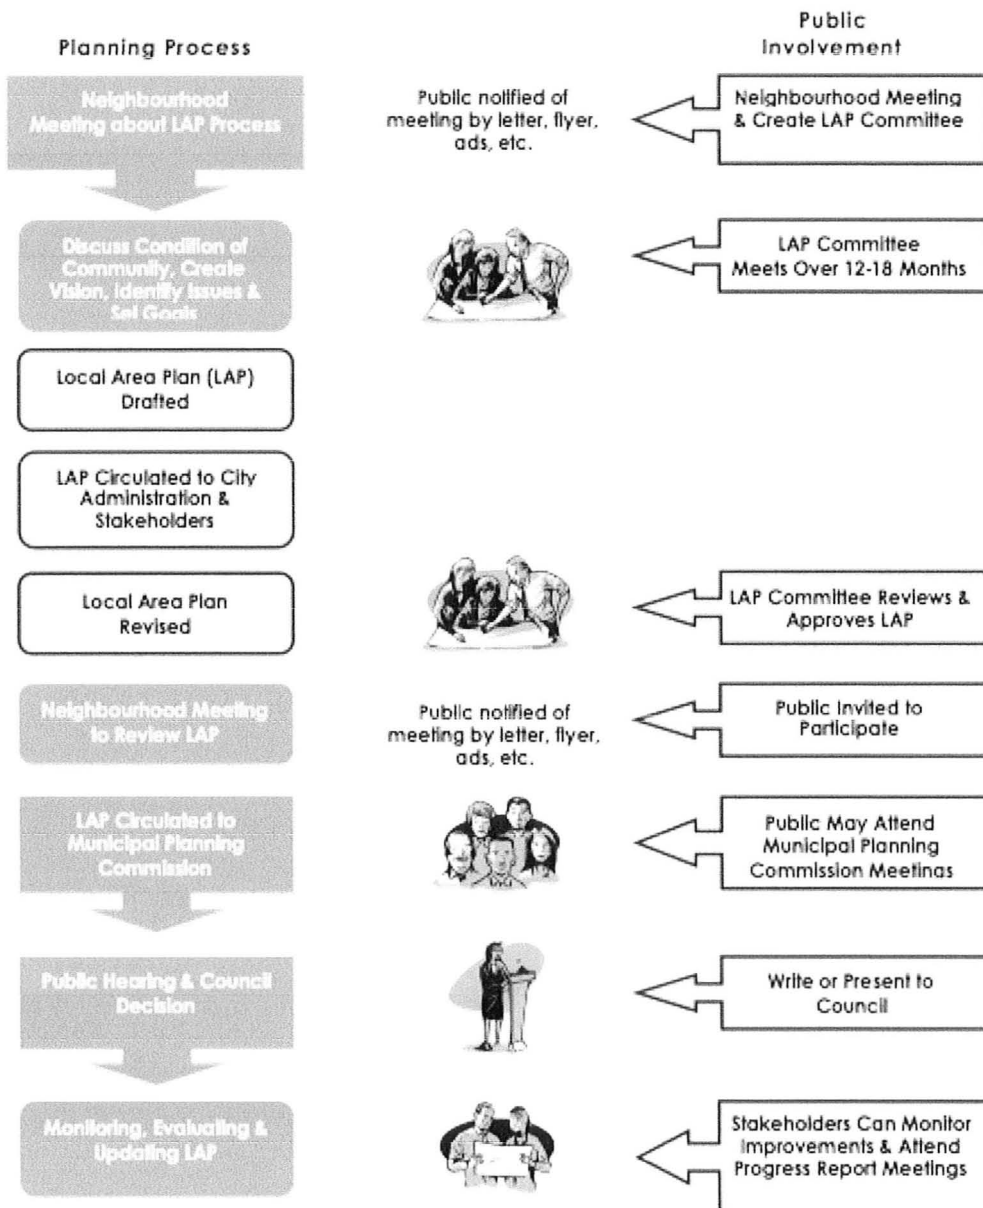 Planning Process
Public
Involvement
Neighbourhood
Meeting about LAP Process
Public notified of
meeting by letter, flyer,
ads, etc.
Neighbourhood Meeting
& Create LAP Committee
Discuss Condition of
Community, Create
Vision, Identify Issues &
Set Goals
LAP Committee
Meets Over 12-18 Months
Local Area Plan (LAP)
Drafted
LAP Circulated to City
Administration &
Stakeholders
Local Area Plan
Revised
LAP Committee Reviews &
Approves LAP
Neighbourhood Meeting
to Review LAP
Public notified of
meeting by letter, flyer,
ads, etc.
Public Invited to
Participate
LAP Circulated to
Municipal Planning
Commission
Public May Attend
Municipal Planning
Commission Meetings
Public Hearing & Council
Decision
Write or Present to
Council
Monitoring, Evaluating &
Updating LAP
Stakeholders Can Monitor
Improvements & Attend
Progress Report Meetings